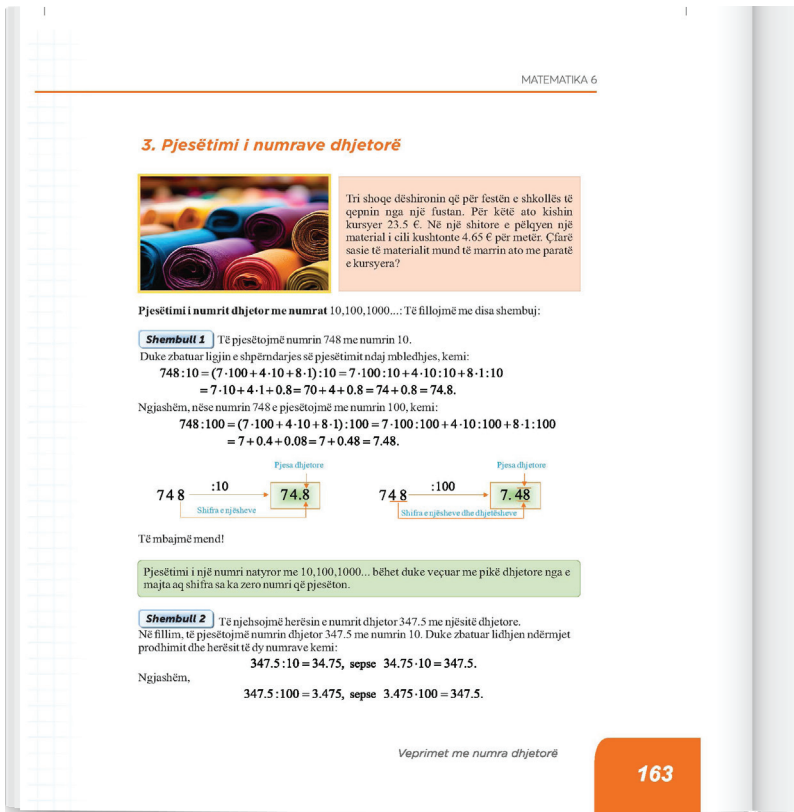 MATEMATIKA 6
3. Pjesëtimi i numrave dhjetorë
Tri shoqe dëshironin që për festën e shkollës të
qepnin nga një fustan. Për këtë ato kishin
kursyer 23.5 €. Në një shitore e pëlqyen një
material i cili kushtonte 4.65 € për metër. Çfarë
sasie të materialit mund të marrin ato me paratë
e kursyera?
Pjesëtimi i numrit dhjetor me numrat 10,100,1000...: Të fillojmë me disa shembuj:
Shembull 1 Të pjesëtojmë numrin 748 me numrin 10.
Duke zbatuar ligjin e shpërndarjes së pjesëtimit ndaj mbledhjes, kemi:
748:10 = (7·100+4·10+8·1):10 = 7·100:10+4·10:10+8·1:10
= 7·10+4·1+0.8= 70+4+0.8= 74+0.8= 74.8.
Ngjashëm, nëse numrin 748 e pjesëtojmë me numrin 100, kemi:
748:100 = (7·100+4·10+8·1):100 = 7·100:100+4·10:100+8·1:100
= 7+0.4+0.08= 7+0.48= 7.48.
Pjesa dhjetore
Pjesa dhjetore
748 :10 74.8
748 :100 7.48
Shifra e njësheve
Shifra e njësheve dhe dhjetësheve
Të mbajmë mend!
Pjesëtimi i një numri natyror me 10,100,1000... bëhet duke veçuar me pikë dhjetore nga e
majta aq shifra sa ka zero numri që pjesëton.
Shembull 2 Të njehsojmë herësin e numrit dhjetor 347.5 me njësitë dhjetore.
Në fillim, të pjesëtojmë numrin dhjetor 347.5 me numrin 10. Duke zbatuar lidhjen ndërmjet
prodhimit dhe herësit të dy numrave kemi:
347.5:10 = 34.75, sepse 34.75·10 = 347.5.
Ngjashëm,
347.5:100 = 3.475, sepse 3.475·100 = 347.5.
Veprimet me numra dhjetorë
163